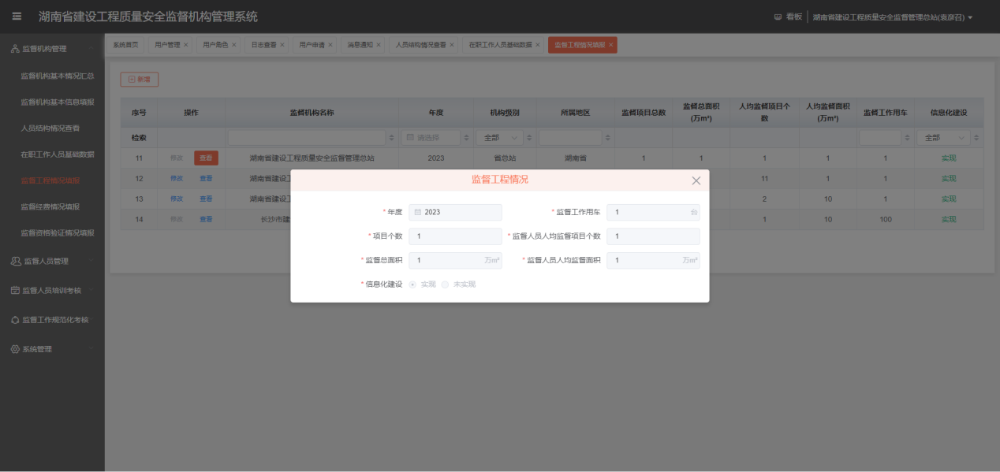 湖南省建设工程质量安全监督机构管理系统
看板 湖南省建设工程质量安全监督管理总站(袁彦召)
系统首页 用户管理 × 用户角色 × 日志查看 × 用户申请 × 消息通知 × 人员结构情况查看 × 在职工作人员基础数据 × 监督工程情况填报 ×
监督机构管理
监督机构基本情况汇总
监督机构基本信息填报
人员结构情况查看
在职工作人员基础数据
监督工程情况填报
监督经费情况填报
监督资格验证情况填报
监督人员管理
监督人员培训考核
监督工作规范化考核
系统管理
新增
序号 操作 监督机构名称 年度 机构级别 所属地区 监督项目总数 监督总面积(万m²) 人均监督项目个数 人均监督面积(万m²) 监督工作用车 信息化建设
检索 请选择 全部 全部
11 修改 查看 湖南省建设工程质量安全监督管理总站 2023 省总站 湖南省 1 1 1 1 1 实现
12 修改 查看 湖南省建设工 11 1 1 实现
13 修改 查看 湖南省建设工 2 10 1 实现
14 修改 查看 长沙市建 1 10 100 实现
监督工程情况
* 年度 2023 * 监督工作用车 1 台
* 项目个数 1 * 监督人员人均监督项目个数 1
* 监督总面积 1 万m² * 监督人员人均监督面积 1 万m²
* 信息化建设 实现 未实现